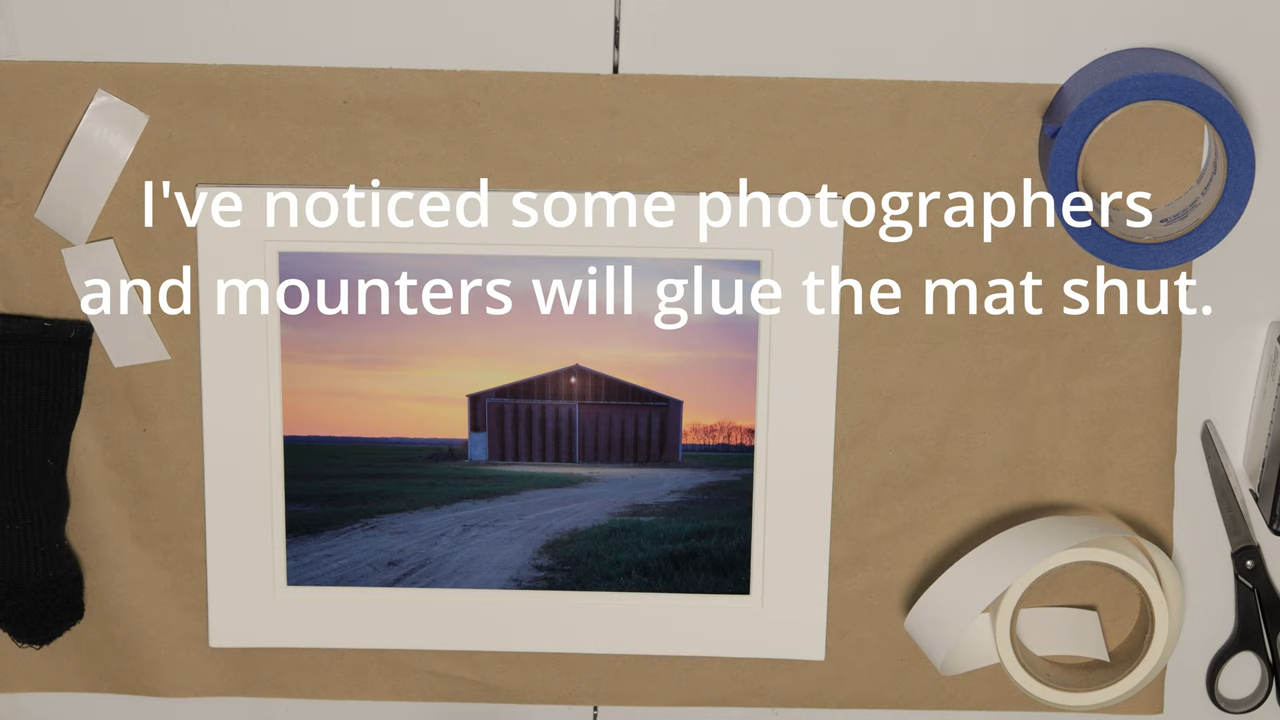 I've noticed some photographers
and mounters will glue the mat shut.